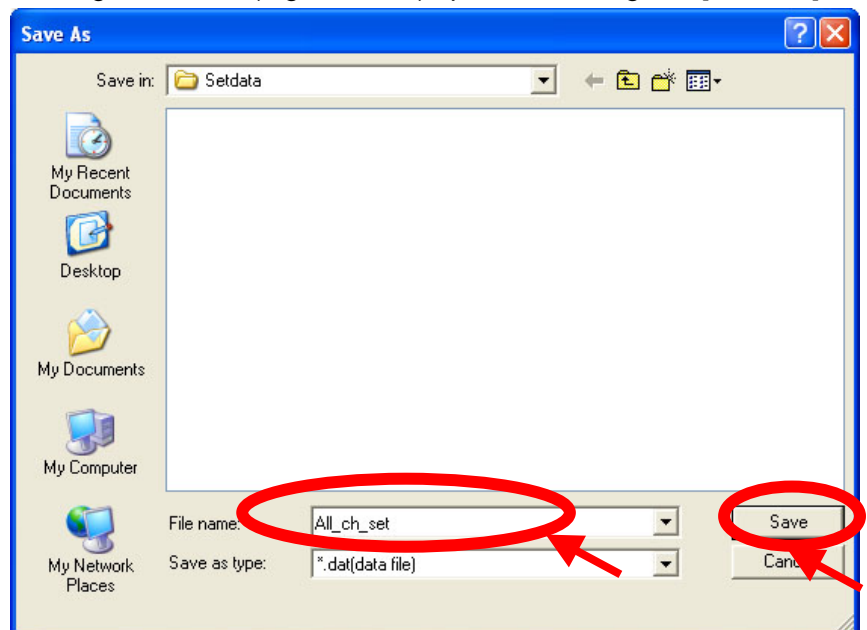 Save As
Save in: Setdata
My Recent
Documents
Desktop
My Documents
My Computer
My Network
Places
File name: All_ch_set Save
Save as type: *.dat(data file)